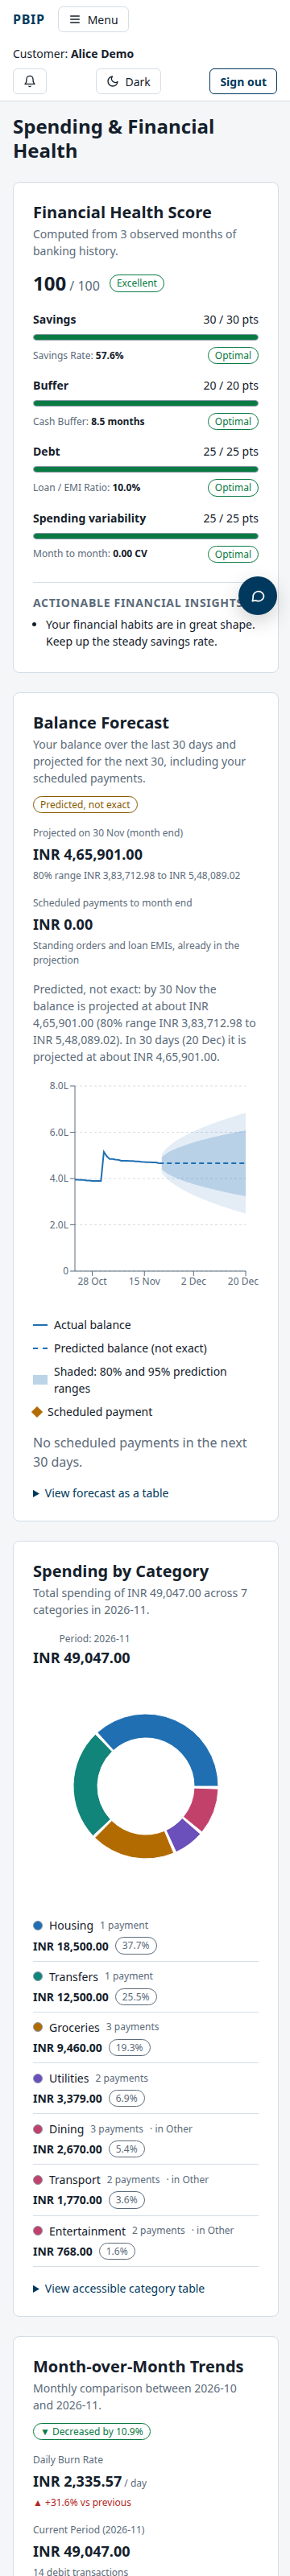 PBIP
Menu
Customer: Alice Demo
Dark
Sign out
Spending & Financial
Health
Financial Health Score
Computed from 3 observed months of
banking history.
100 / 100 Excellent
Savings 30 / 30 pts
Savings Rate: 57.6% Optimal
Buffer 20 / 20 pts
Cash Buffer: 8.5 months Optimal
Debt 25 / 25 pts
Loan / EMI Ratio: 10.0% Optimal
Spending variability 25 / 25 pts
Month to month: 0.00 CV Optimal
ACTIONABLE FINANCIAL INSIGHTS
• Your financial habits are in great shape.
Keep up the steady savings rate.
Balance Forecast
Your balance over the last 30 days and
projected for the next 30, including your
scheduled payments.
Predicted, not exact
Projected on 30 Nov (month end)
INR 4,65,901.00
80% range INR 3,83,712.98 to INR 5,48,089.02
Scheduled payments to month end
INR 0.00
Standing orders and loan EMIs, already in the
projection
Predicted, not exact: by 30 Nov the
balance is projected at about INR
4,65,901.00 (80% range INR 3,83,712.98 to
INR 5,48,089.02). In 30 days (20 Dec) it is
projected at about INR 4,65,901.00.
8.0L
6.0L
4.0L
2.0L
0
28 Oct 15 Nov 2 Dec 20 Dec
Actual balance
Predicted balance (not exact)
Shaded: 80% and 95% prediction
ranges
Scheduled payment
No scheduled payments in the next
30 days.
▶ View forecast as a table
Spending by Category
Total spending of INR 49,047.00 across 7
categories in 2026-11.
Period: 2026-11
INR 49,047.00
Housing 1 payment
INR 18,500.00 37.7%
Transfers 1 payment
INR 12,500.00 25.5%
Groceries 3 payments
INR 9,460.00 19.3%
Utilities 2 payments
INR 3,379.00 6.9%
Dining 3 payments · in Other
INR 2,670.00 5.4%
Transport 2 payments · in Other
INR 1,770.00 3.6%
Entertainment 2 payments · in Other
INR 768.00 1.6%
▶ View accessible category table
Month-over-Month Trends
Monthly comparison between 2026-10
and 2026-11.
▼ Decreased by 10.9%
Daily Burn Rate
INR 2,335.57 / day
▲ +31.6% vs previous
Current Period (2026-11)
INR 49,047.00
14 debit transactions